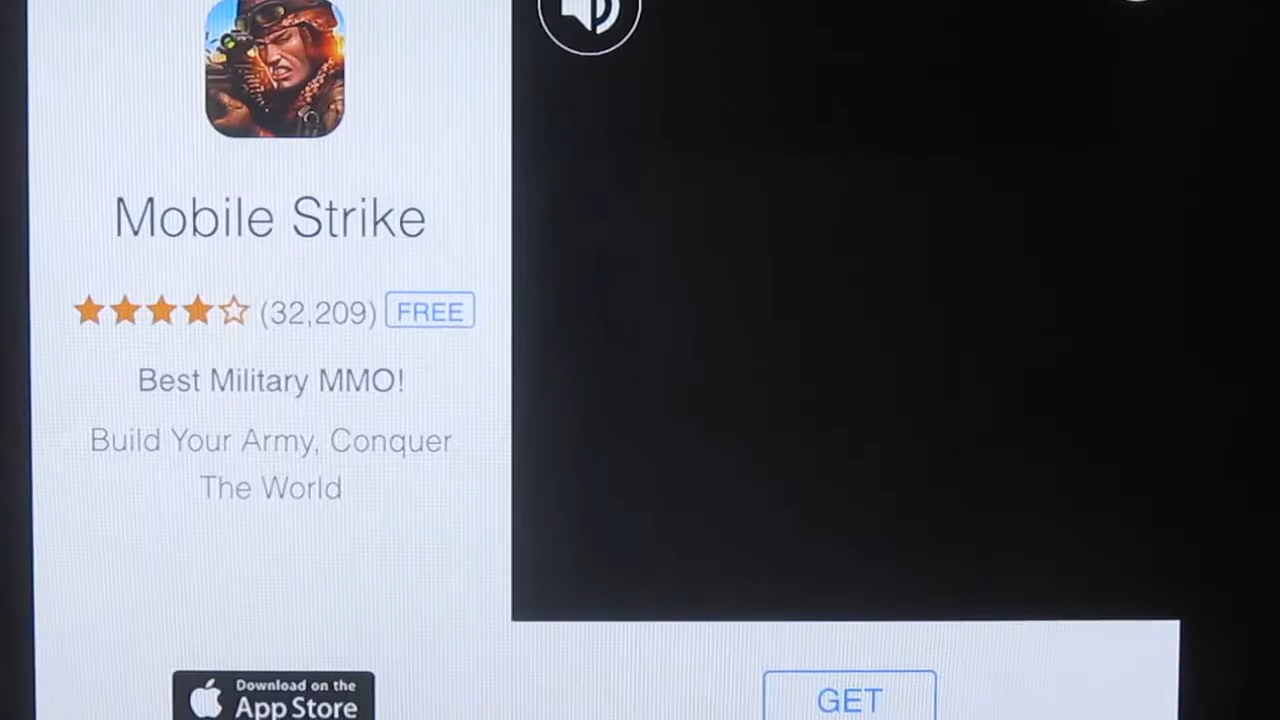 Mobile Strike
(32,209) FREE
Best Military MMO!
Build Your Army, Conquer
The World
Download on the
App Store
GET